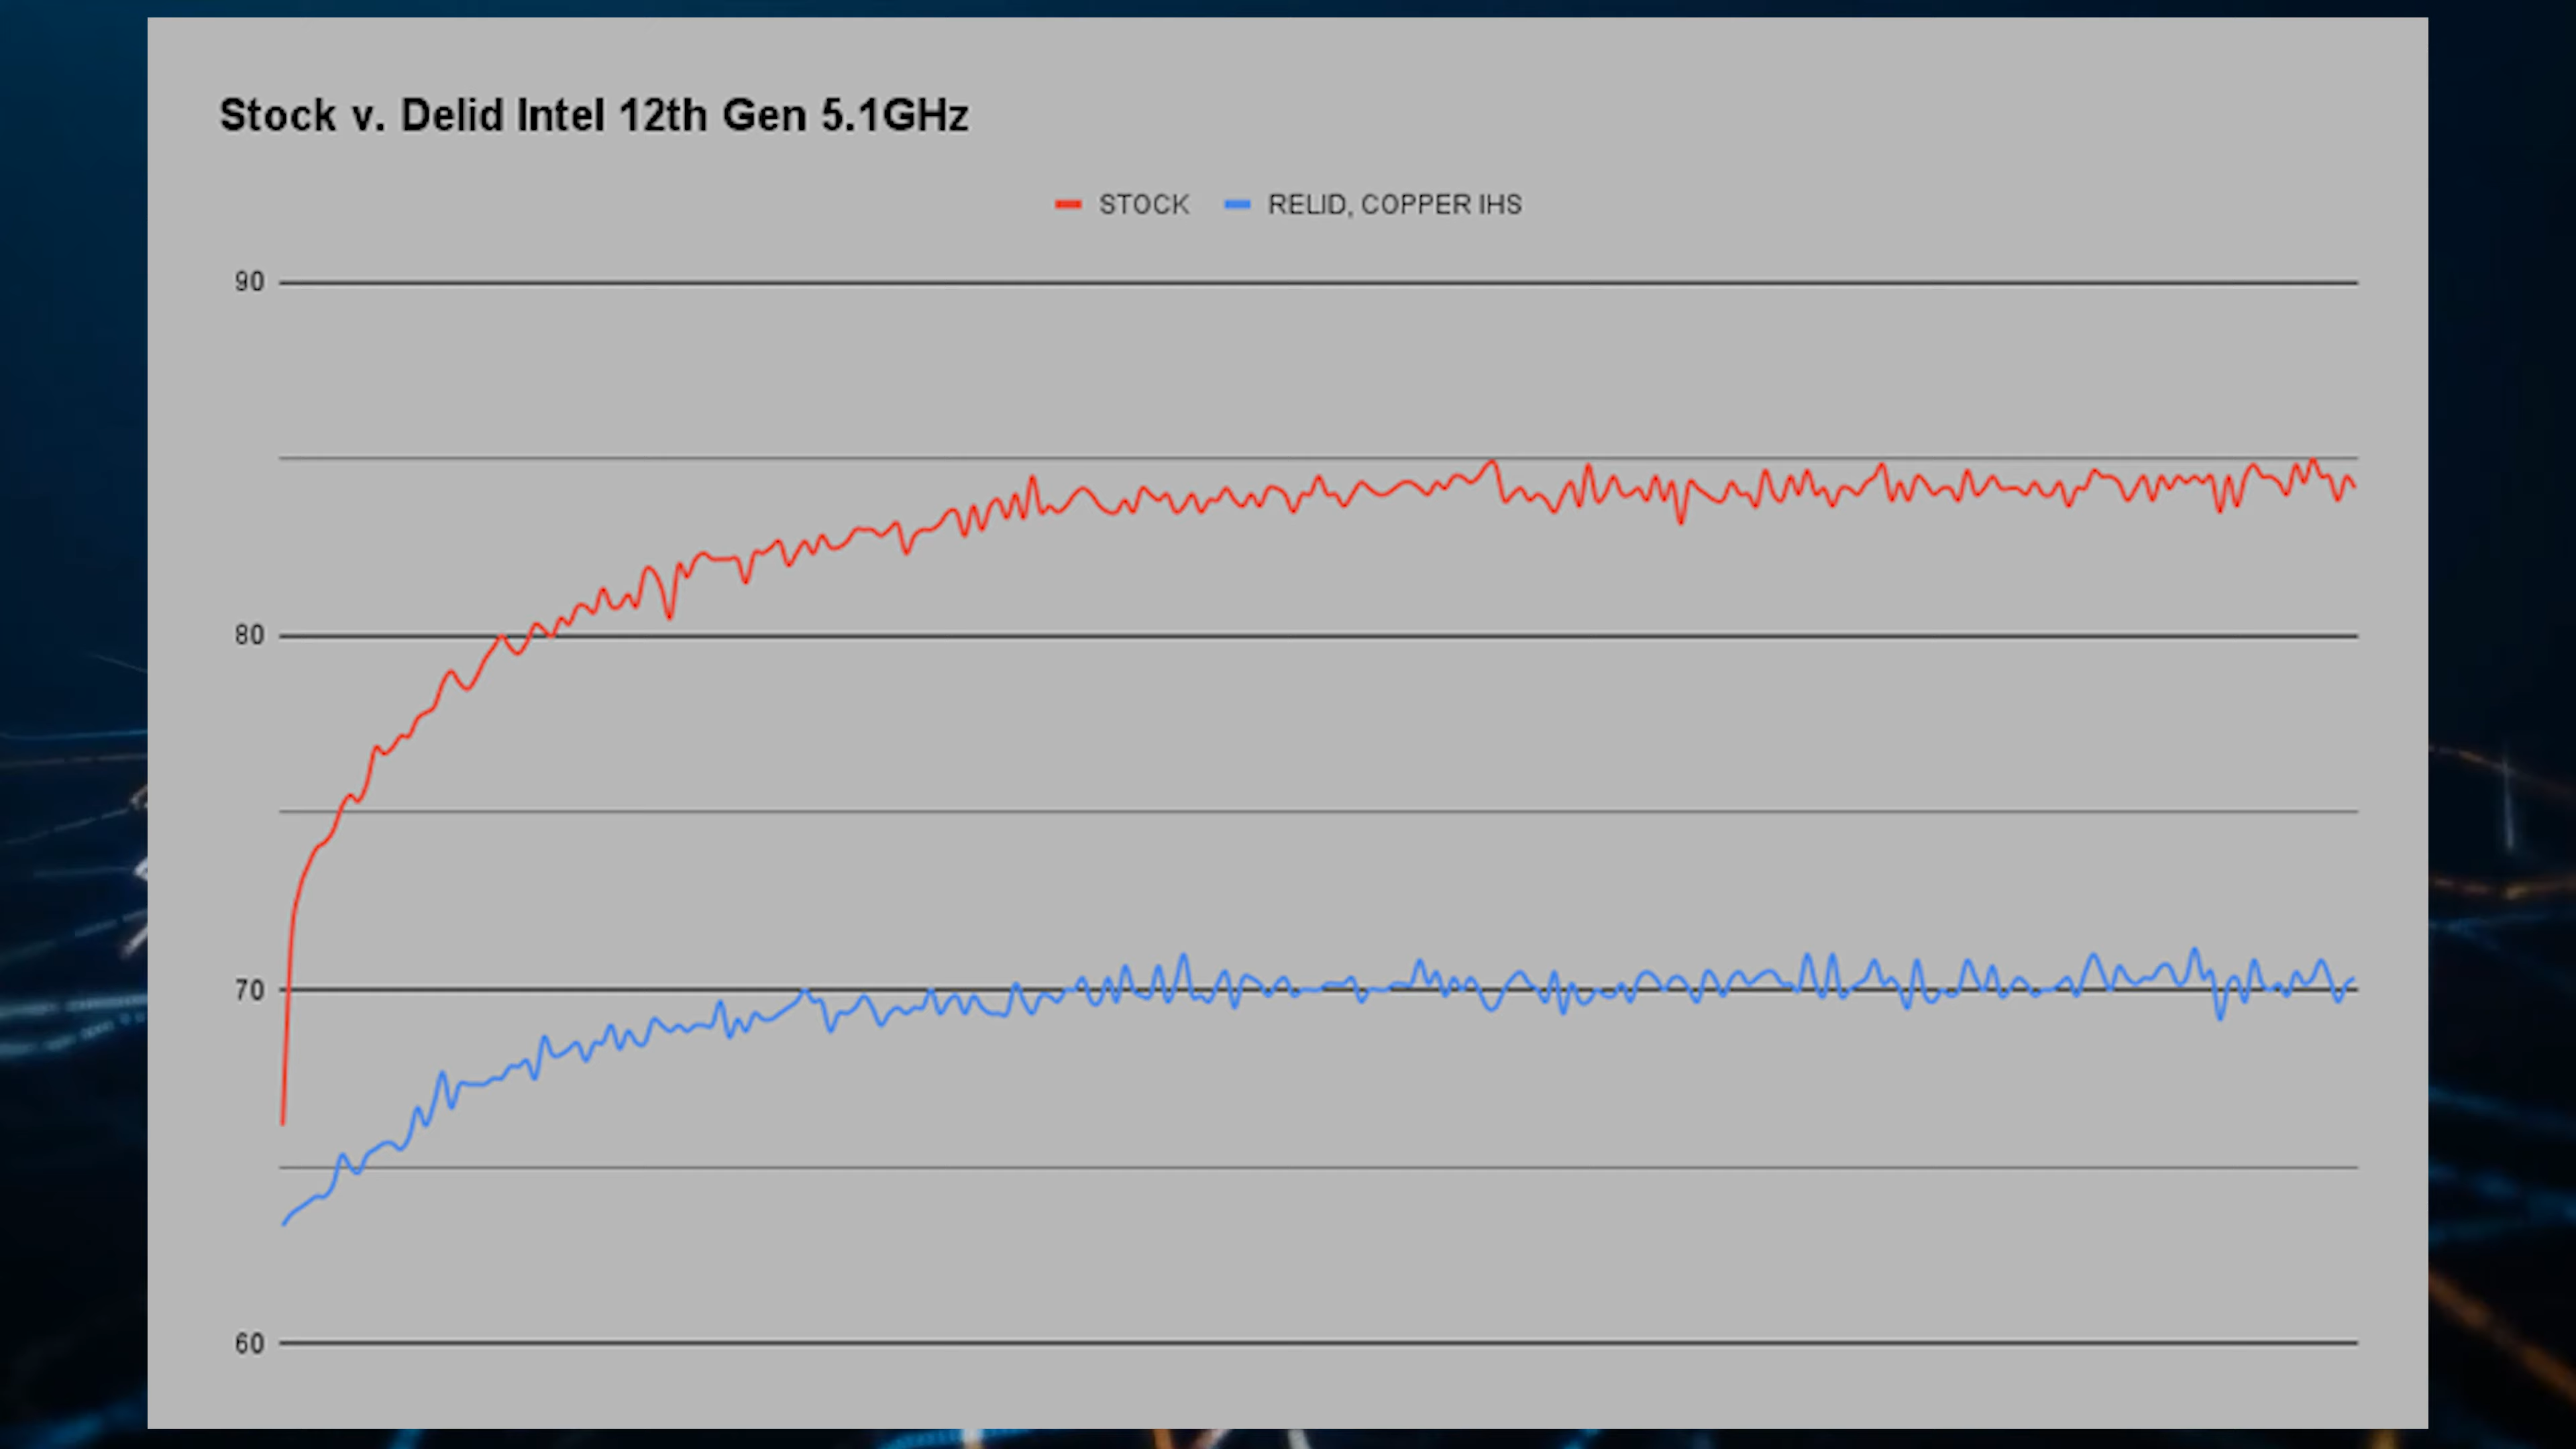 Stock v. Delid Intel 12th Gen 5.1GHz
STOCK RELID, COPPER IHS
90
80
70
60